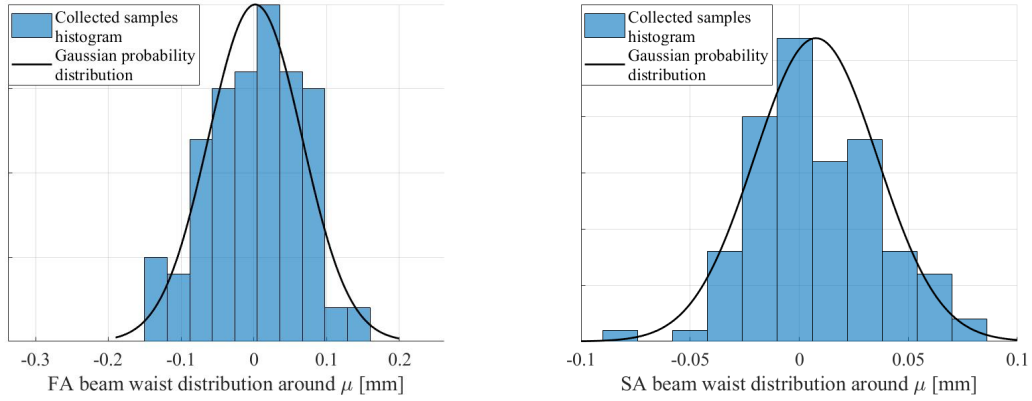 Collected samples
histogram
Gaussian probability
distribution
-0.3 -0.2 -0.1 0 0.1 0.2
FA beam waist distribution around μ [mm]
Collected samples
histogram
Gaussian probability
distribution
-0.1 -0.05 0 0.05 0.1
SA beam waist distribution around μ [mm]